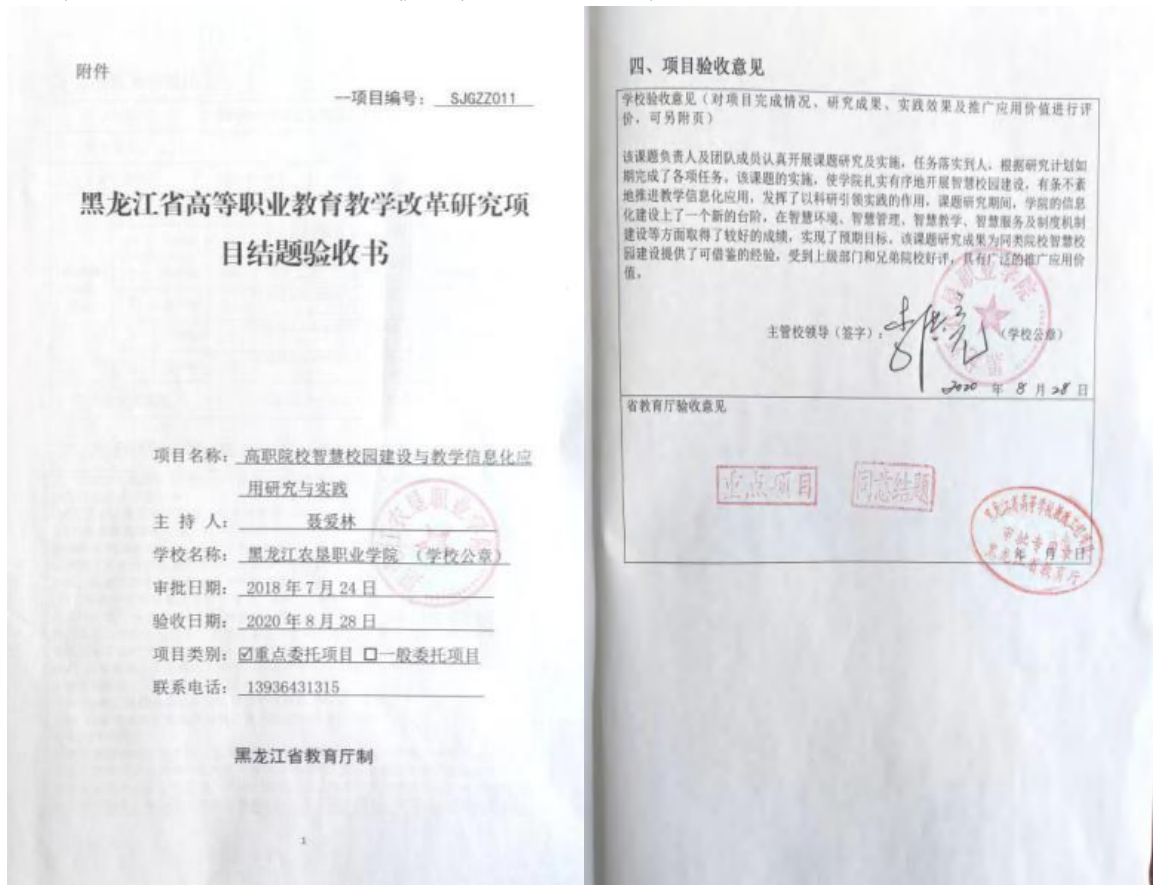 附件
--项目编号： SJGZZ011
黑龙江省高等职业教育教学改革研究项
目结题验收书
项目名称： 高职院校智慧校园建设与教学信息化应
用研究与实践
主 持 人： 聂爱林
学校名称： 黑龙江农垦职业学院 （学校公章）
审批日期： 2018 年 7 月 24 日
验收日期： 2020 年 8 月 28 日
项目类别： ☑重点委托项目 ☐一般委托项目
联系电话： 13936431315
黑龙江省教育厅制
1
四、项目验收意见
学校验收意见（对项目完成情况、研究成果、实践效果及推广应用价值进行评
价，可另附页）
该课题负责人及团队成员认真开展课题研究及实施，任务落实到人，根据研究计划如
期完成了各项任务。该课题的实施，使学院扎实有序地开展智慧校园建设，有条不紊
地推进教学信息化应用，发挥了以科研引领实践的作用，课题研究期间，学院的信息
化建设上了一个新的台阶，在智慧环境、智慧管理、智慧教学、智慧服务及制度机制
建设等方面取得了较好的成绩，实现了预期目标。该课题研究成果为同类院校智慧校
园建设提供了可借鉴的经验，受到上级部门和兄弟院校好评，具有广泛的推广应用价
值。
主管校领导（签字）： （学校公章）
2020 年 8 月 28 日
省教育厅验收意见
重点项目 同意结题
年 月 日
黑龙江省教育厅